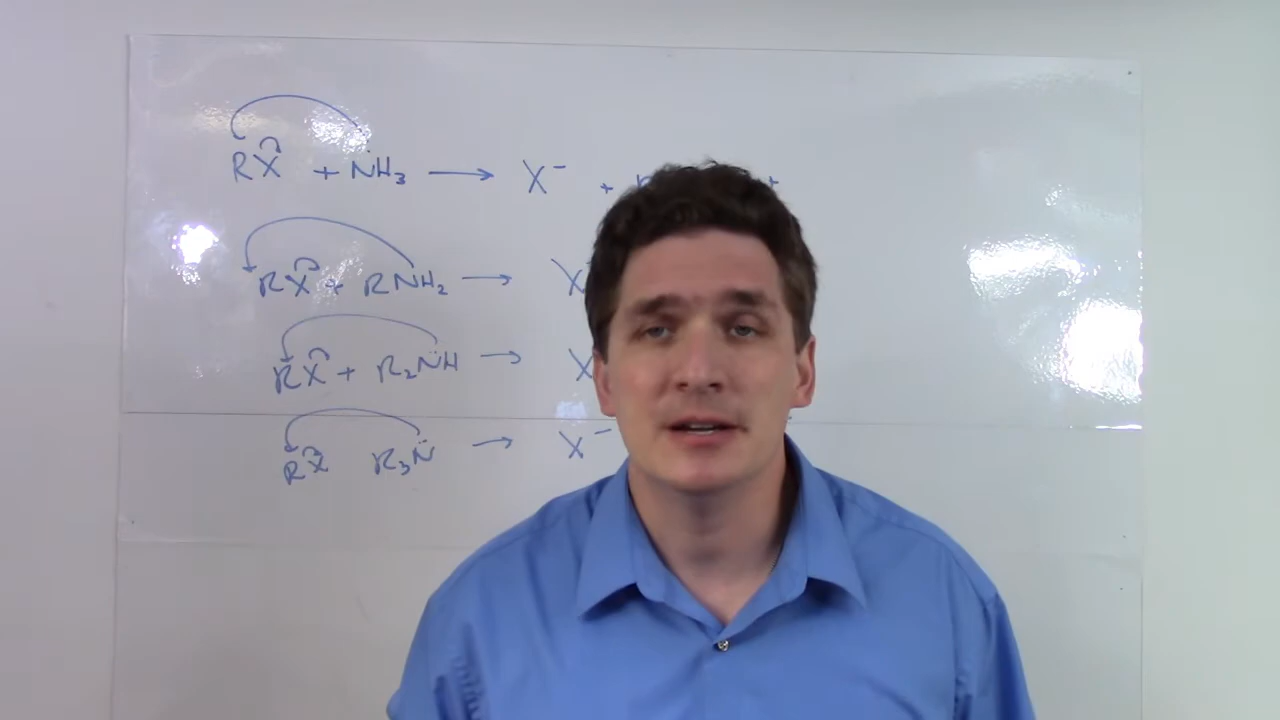 RX + NH₃ → X⁻ +
RX + RNH₂ → X
RX + R₂NH → X
RX R₃N → X⁻